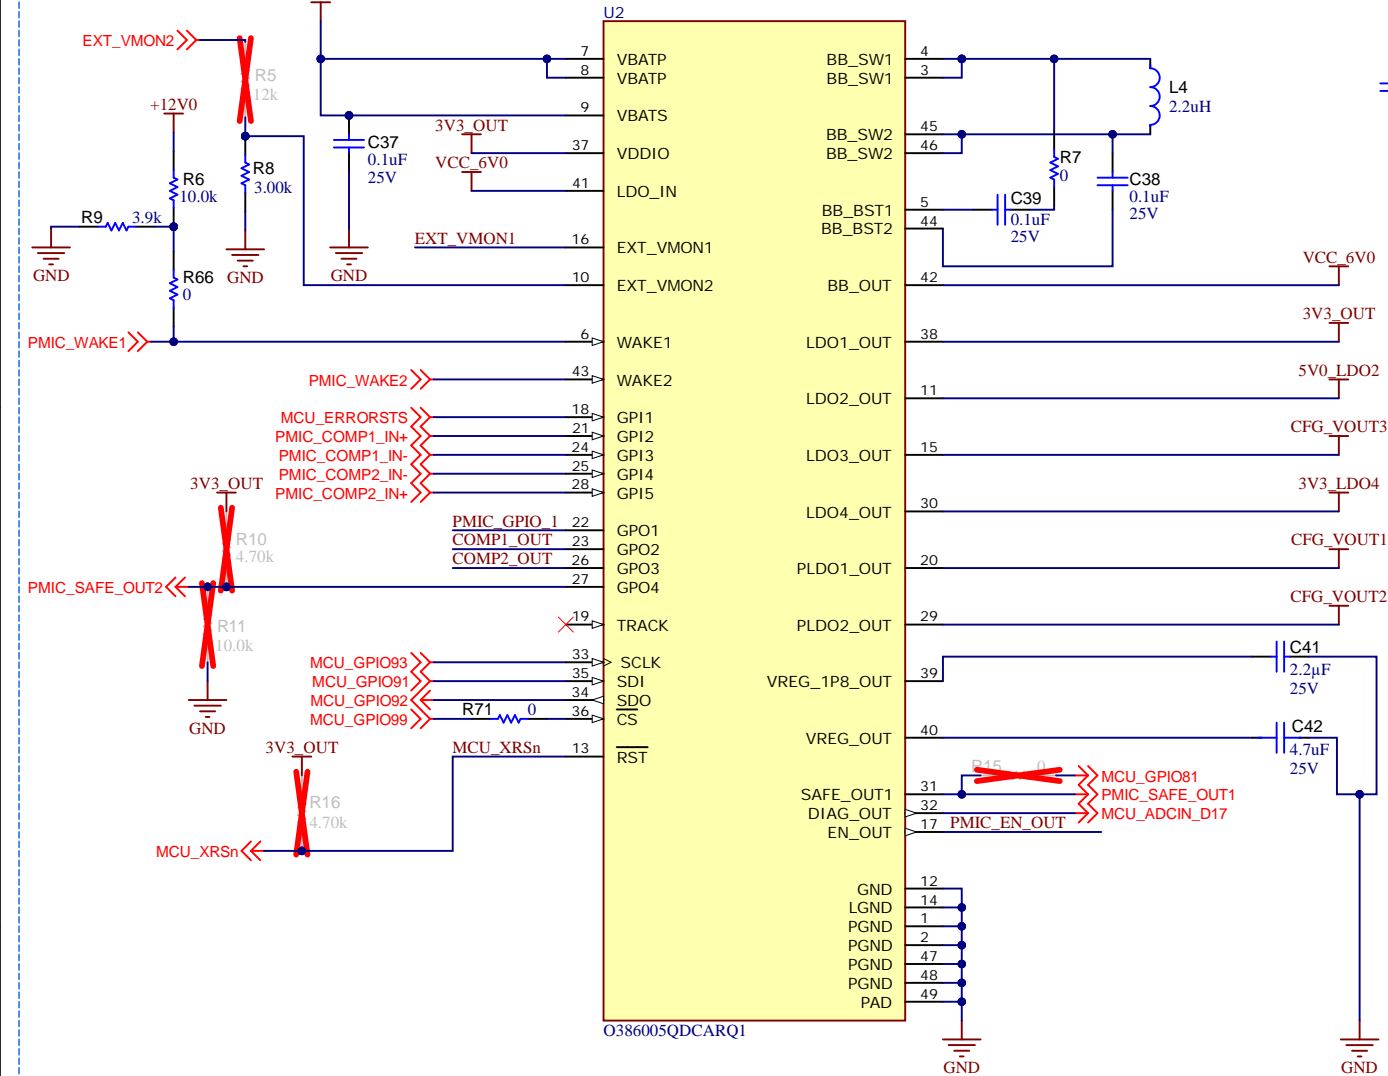 U2
EXT_VMON2
R5
12k
+12V0
R6
10.0k
R8
3.00k
R9
3.9k
GND
GND
GND
R66
0
C37
0.1uF
25V
3V3_OUT
VCC_6V0
EXT_VMON1
PMIC_WAKE1
PMIC_WAKE2
MCU_ERRORSTS
PMIC_COMP1_IN+
PMIC_COMP1_IN-
PMIC_COMP2_IN-
PMIC_COMP2_IN+
3V3_OUT
R10
4.70k
PMIC_GPIO_1
COMP1_OUT
COMP2_OUT
PMIC_SAFE_OUT2
R11
10.0k
GND
MCU_GPIO93
MCU_GPIO91
MCU_GPIO92
MCU_GPIO99
R71 0
3V3_OUT
MCU_XRSn
R16
4.70k
MCU_XRSn
7 VBATP
8 VBATP
9 VBATS
37 VDDIO
41 LDO_IN
16 EXT_VMON1
10 EXT_VMON2
6 WAKE1
43 WAKE2
18 GPI1
21 GPI2
24 GPI3
25 GPI4
28 GPI5
22 GPO1
23 GPO2
26 GPO3
27 GPO4
19 TRACK
33 SCLK
35 SDI
34 SDO
36 CS
13 RST
BB_SW1 4
BB_SW1 3
BB_SW2 45
BB_SW2 46
BB_BST1 5
BB_BST2 44
BB_OUT 42
LDO1_OUT 38
LDO2_OUT 11
LDO3_OUT 15
LDO4_OUT 30
PLDO1_OUT 20
PLDO2_OUT 29
VREG_1P8_OUT 39
VREG_OUT 40
SAFE_OUT1 31
DIAG_OUT 32
EN_OUT 17
GND 12
LGND 14
PGND 1
PGND 2
PGND 47
PGND 48
PAD 49
O386005QDCARQ1
L4
2.2uH
R7
0
C38
0.1uF
25V
C39
0.1uF
25V
VCC_6V0
3V3_OUT
5V0_LDO2
CFG_VOUT3
3V3_LDO4
CFG_VOUT1
CFG_VOUT2
C41
2.2µF
25V
C42
4.7uF
25V
R15 0
MCU_GPIO81
PMIC_SAFE_OUT1
MCU_ADCIN_D17
PMIC_EN_OUT
GND
GND